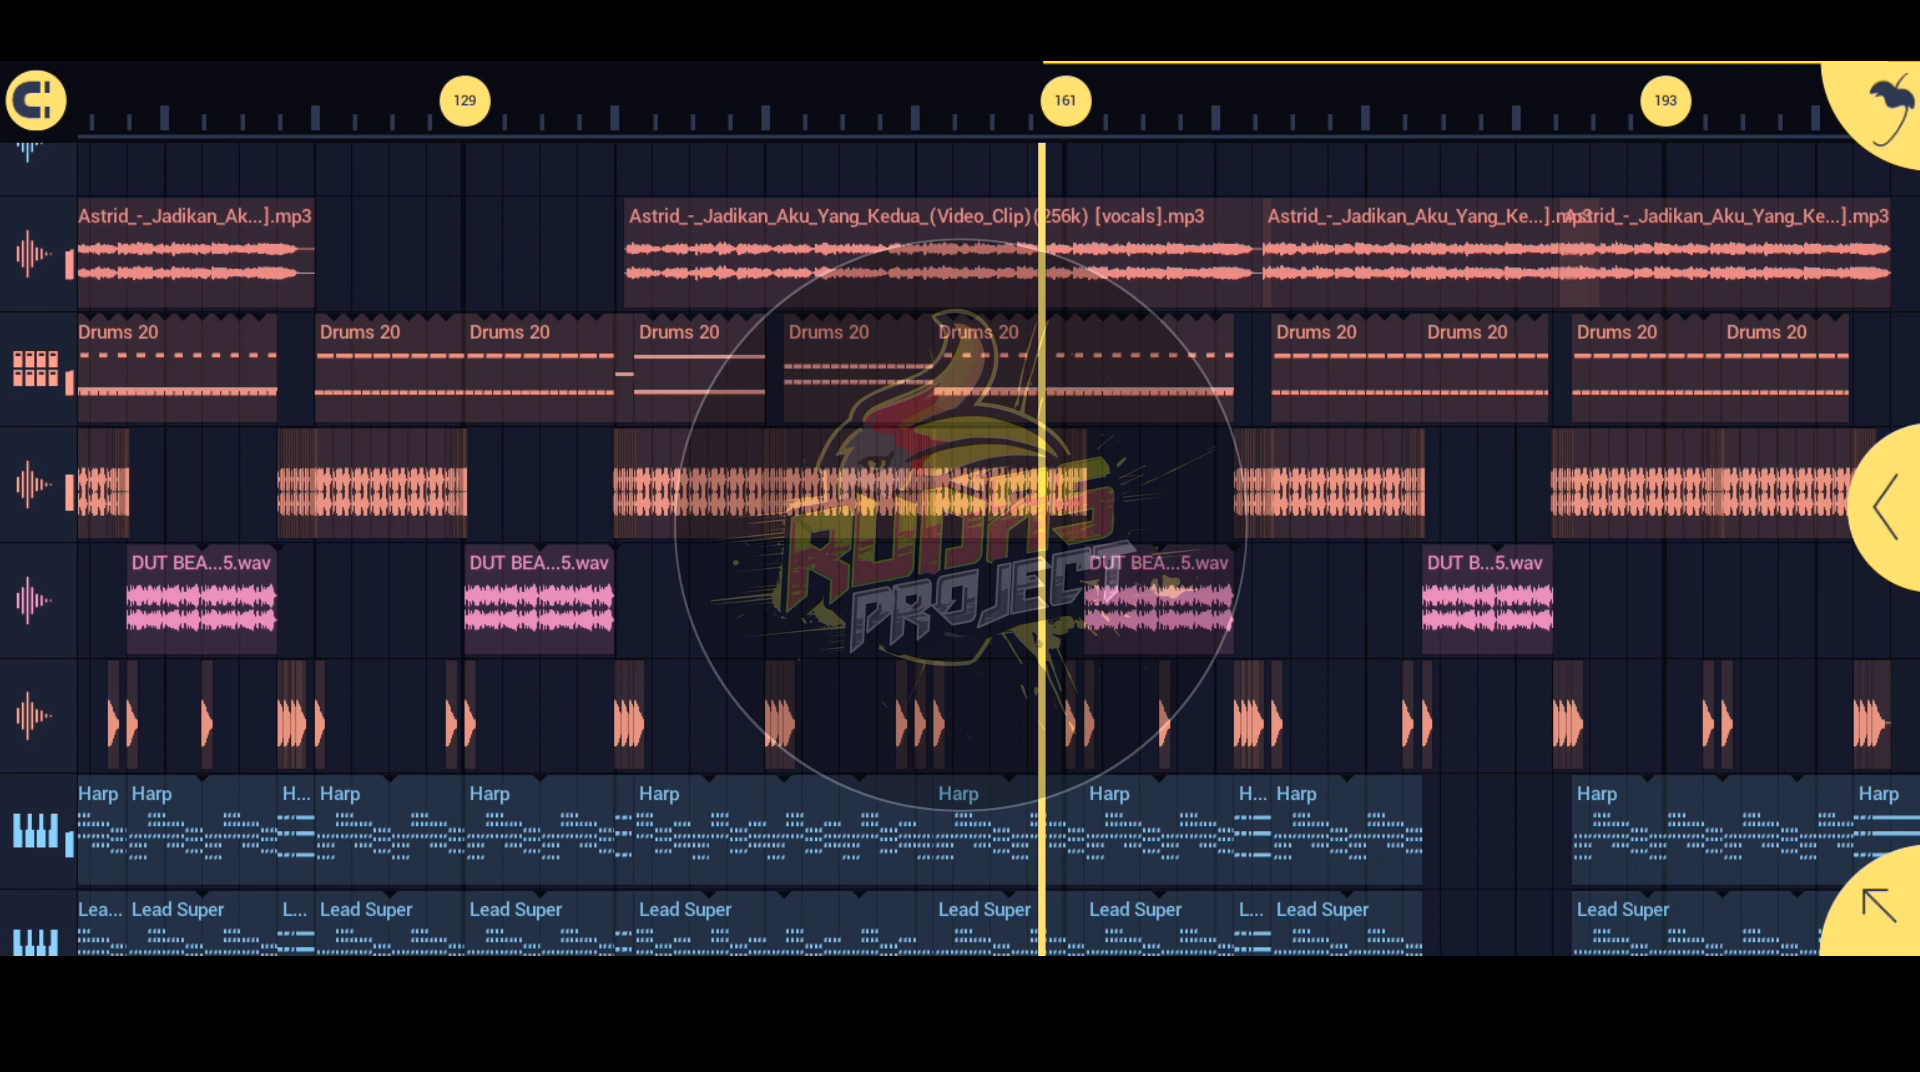 129 161 193
Astrid_-_Jadikan_Ak...].mp3 Astrid_-_Jadikan_Aku_Yang_Kedua_(Video_Clip)(256k) [vocals].mp3 Astrid_-_Jadikan_Aku_Yang_Ke...].mp3 Astrid_-_Jadikan_Aku_Yang_Ke...].mp3
Drums 20 Drums 20 Drums 20 Drums 20 Drums 20 Drums 20 Drums 20 Drums 20 Drums 20 Drums 20
RUDAS
PROJECT
DUT BEA...5.wav DUT BEA...5.wav DUT BEA...5.wav DUT B...5.wav
Harp Harp H... Harp Harp Harp Harp Harp H... Harp Harp Harp
Lea... Lead Super L... Lead Super Lead Super Lead Super Lead Super Lead Super L... Lead Super Lead Super